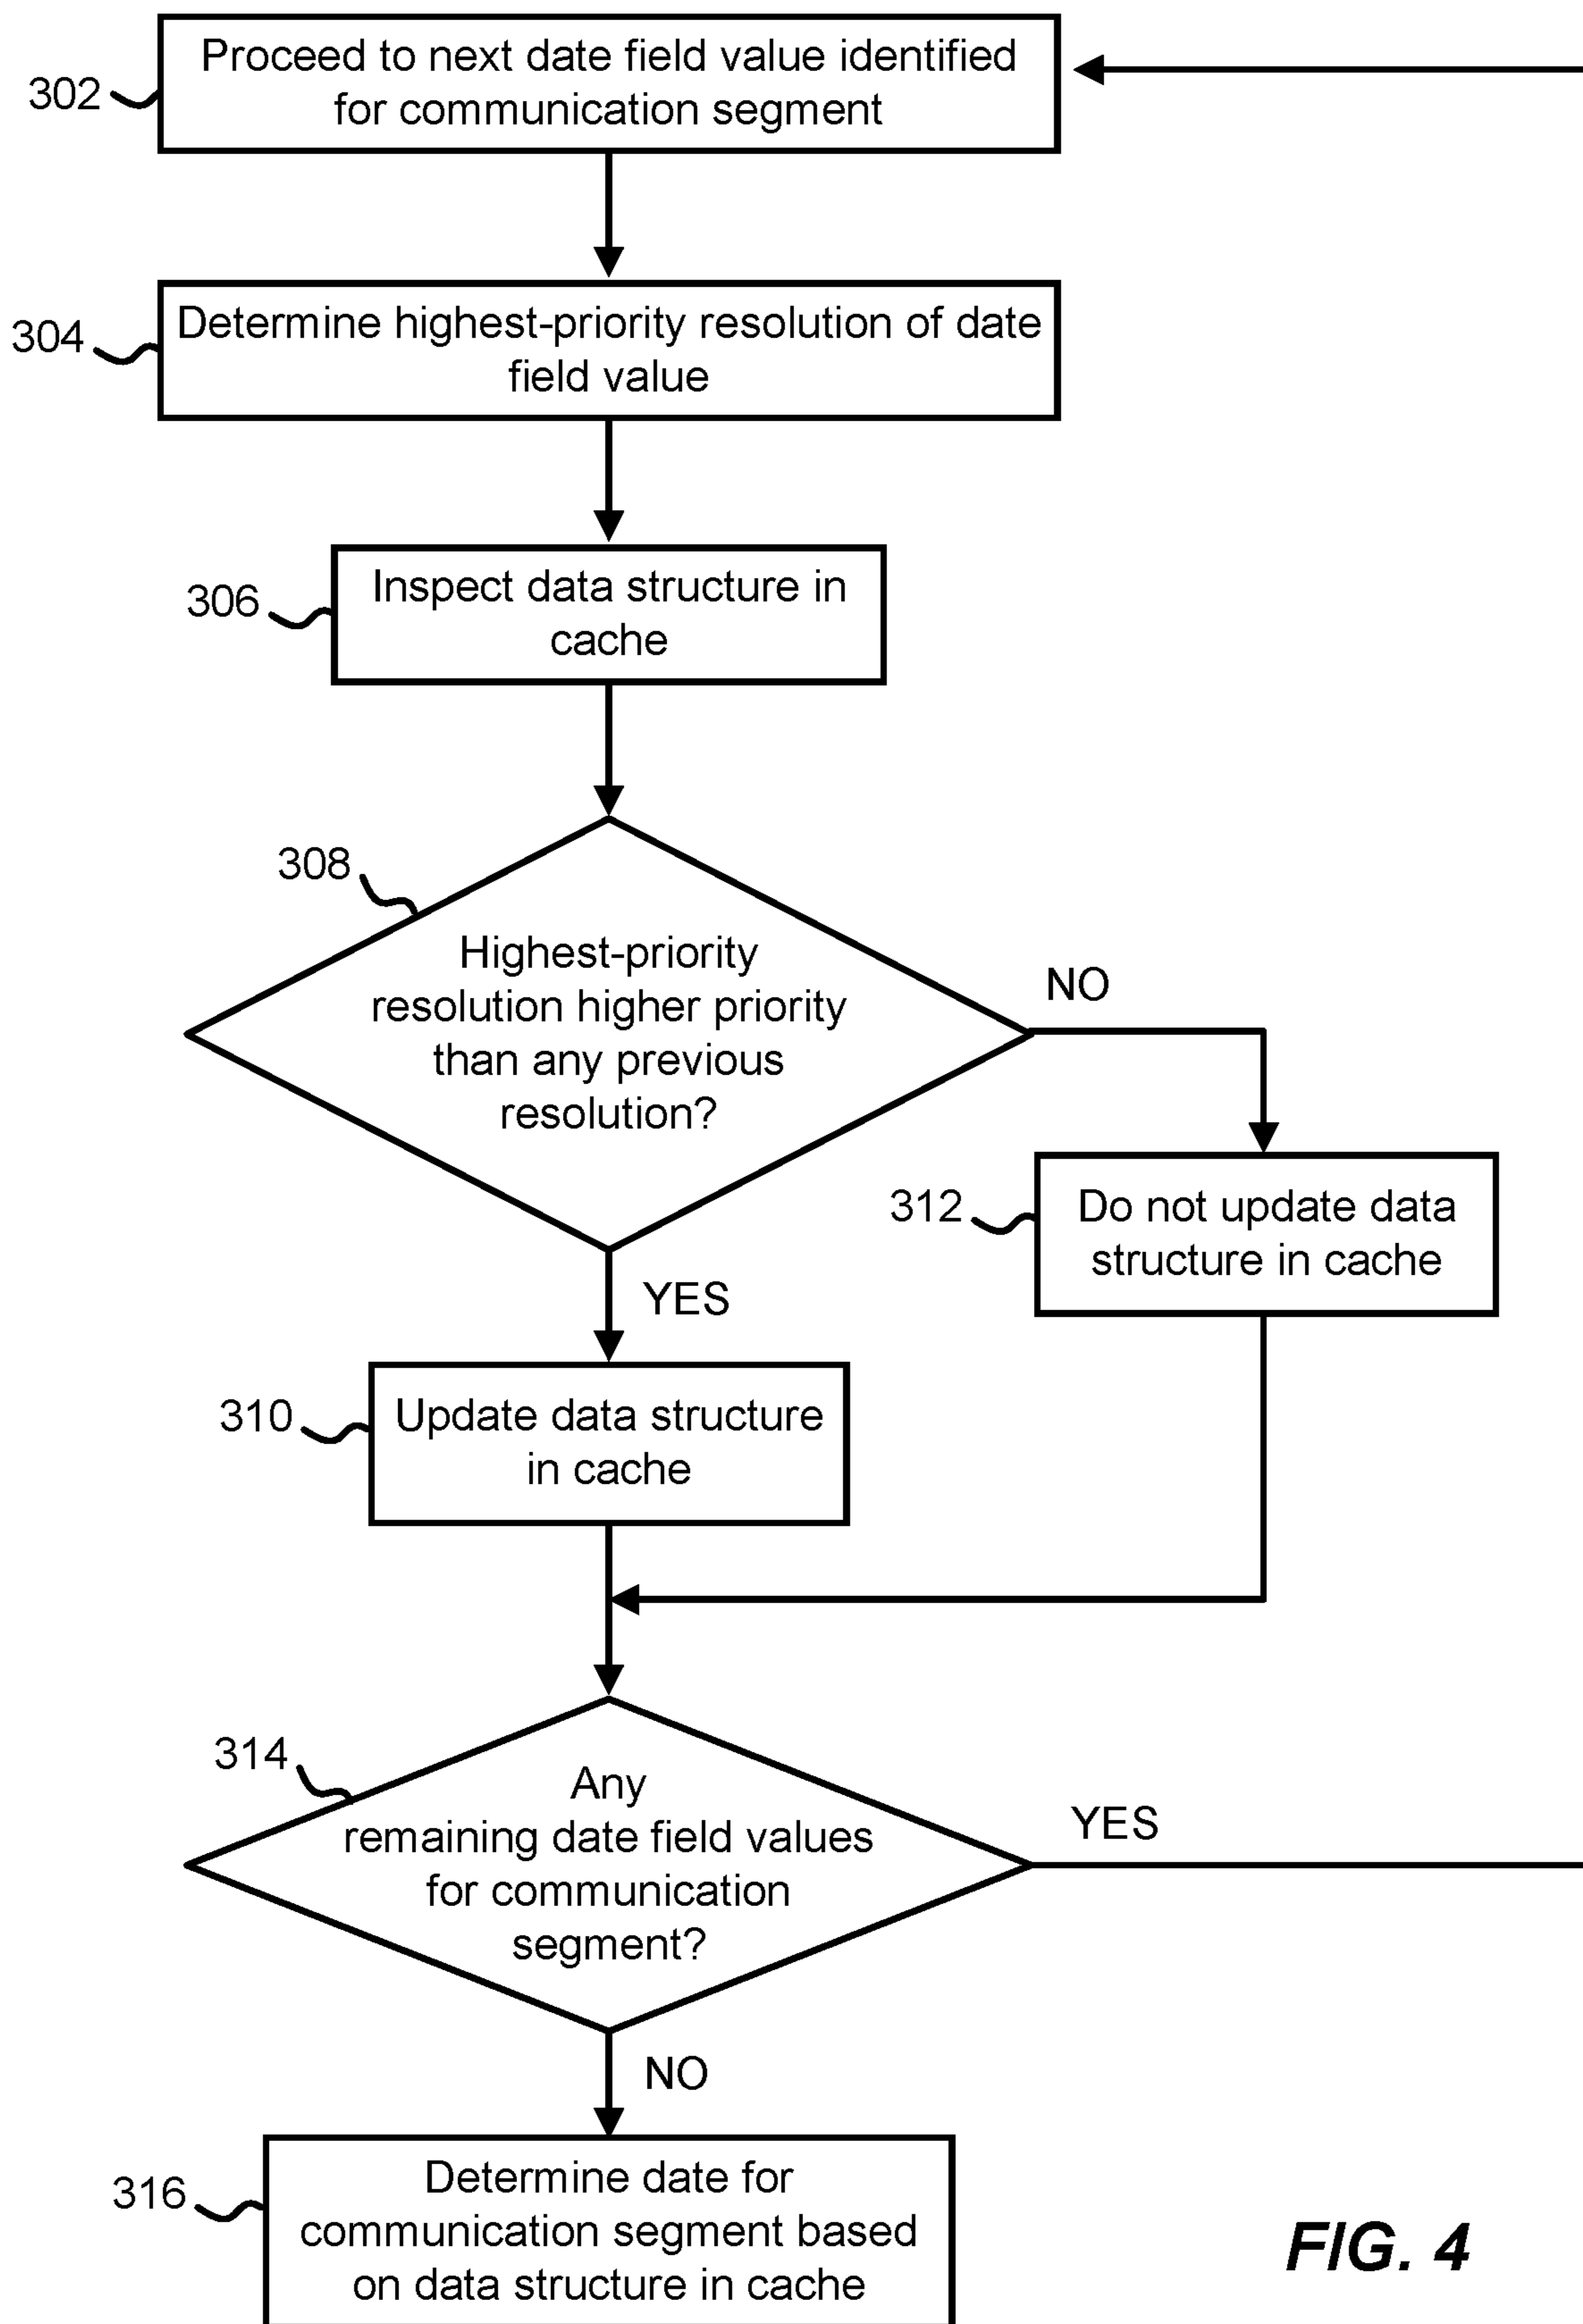 302
Proceed to next date field value identified
for communication segment
304
Determine highest-priority resolution of date
field value
306
Inspect data structure in
cache
308
Highest-priority
resolution higher priority
than any previous
resolution?
NO
312
Do not update data
structure in cache
YES
310
Update data structure
in cache
314
Any
remaining date field values
for communication
segment?
YES
NO
316
Determine date for
communication segment based
on data structure in cache
FIG. 4